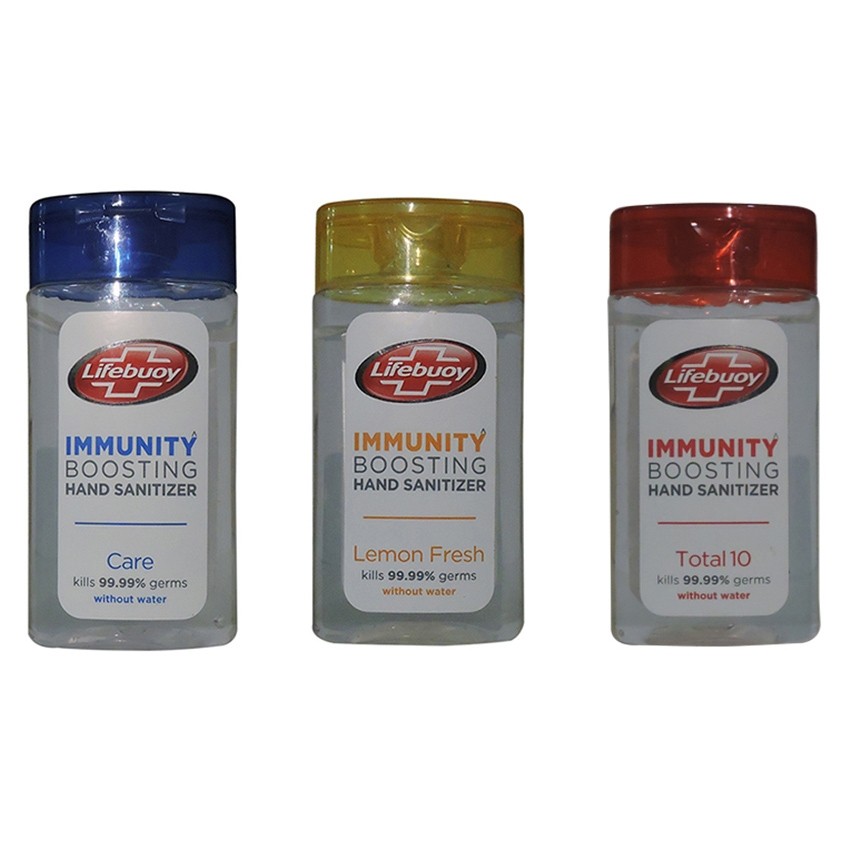 Lifebuoy
IMMUNITY
BOOSTING
HAND SANITIZER
Care
kills 99.99% germs
without water
Lifebuoy
IMMUNITY
BOOSTING
HAND SANITIZER
Lemon Fresh
kills 99.99% germs
without water
Lifebuoy
IMMUNITY
BOOSTING
HAND SANITIZER
Total 10
kills 99.99% germs
without water